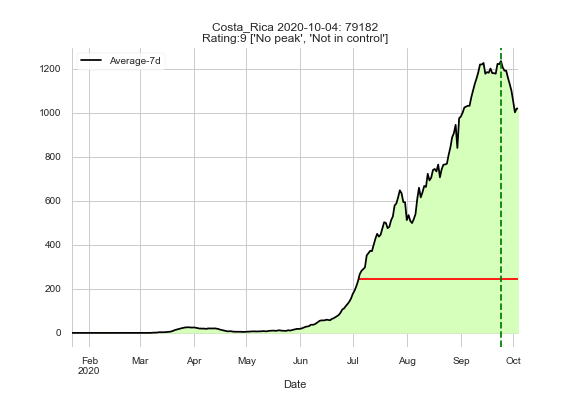 Costa_Rica 2020-10-04: 79182
Rating:9 ['No peak', 'Not in control']
Average-7d
1200
1000
800
600
400
200
0
Feb Mar Apr May Jun Jul Aug Sep Oct
2020
Date